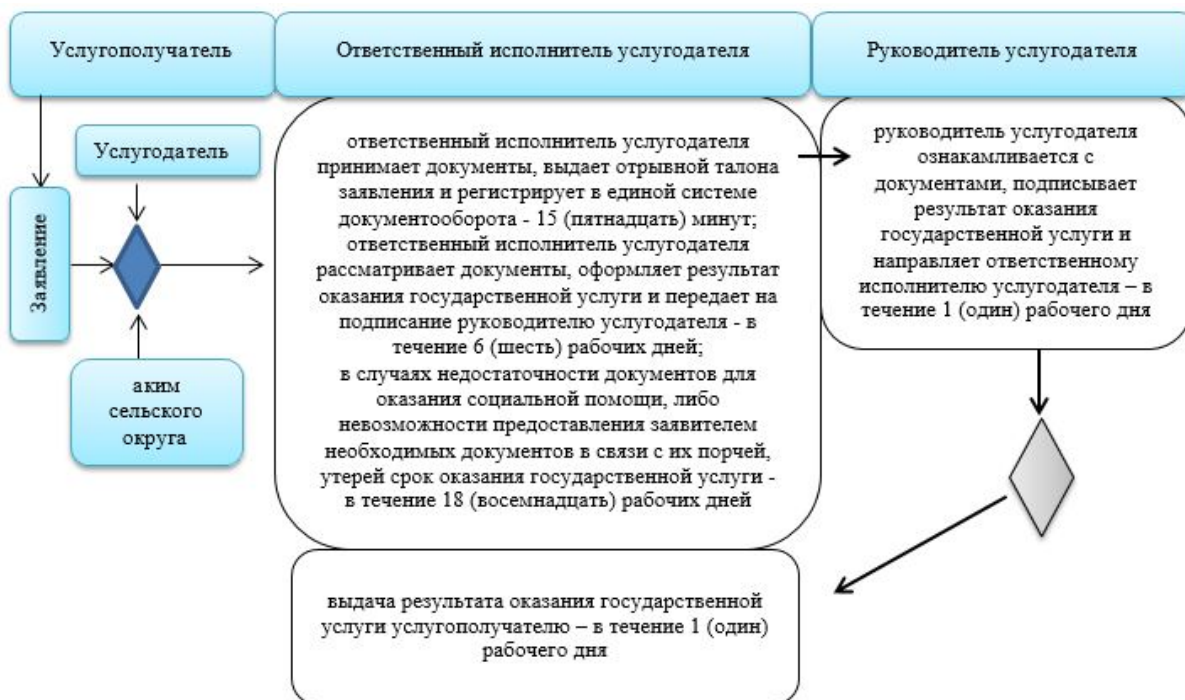 Услугополучатель
Ответственный исполнитель услугодателя
Руководитель услугодателя
Услугодатель
Заявление
аким
сельского
округа
ответственный исполнитель услугодателя
принимает документы, выдает отрывной талона
заявления и регистрирует в единой системе
документооборота - 15 (пятнадцать) минут;
ответственный исполнитель услугодателя
рассматривает документы, оформляет результат
оказания государственной услуги и передает на
подписание руководителю услугодателя - в
течение 6 (шесть) рабочих дней;
в случаях недостаточности документов для
оказания социальной помощи, либо
невозможности предоставления заявителем
необходимых документов в связи с их порчей,
утерей срок оказания государственной услуги -
в течение 18 (восемнадцать) рабочих дней
руководитель услугодателя
ознакамливается с
документами, подписывает
результат оказания
государственной услуги и
направляет ответственному
исполнителю услугодателя – в
течение 1 (один) рабочего дня
выдача результата оказания государственной
услуги услугополучателю – в течение 1 (один)
рабочего дня